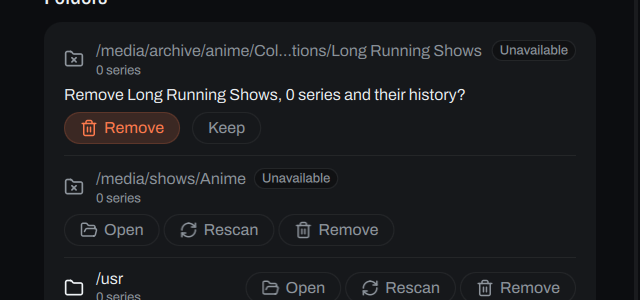 Folders
/media/archive/anime/Col...tions/Long Running Shows Unavailable
0 series
Remove Long Running Shows, 0 series and their history?
Remove Keep
/media/shows/Anime Unavailable
0 series
Open Rescan Remove
/usr
0 series
Open Rescan Remove